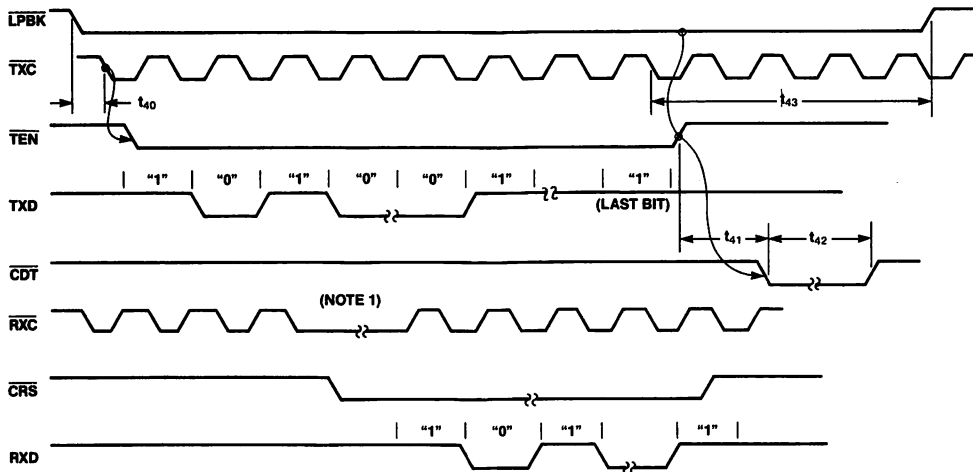 LPBK
TXC
t40
t43
TEN
"1" "0" "1" "0" "0" "1" "1"
TXD
(LAST BIT)
t41 t42
CDT
(NOTE 1)
RXC
CRS
"1" "0" "1" "1"
RXD